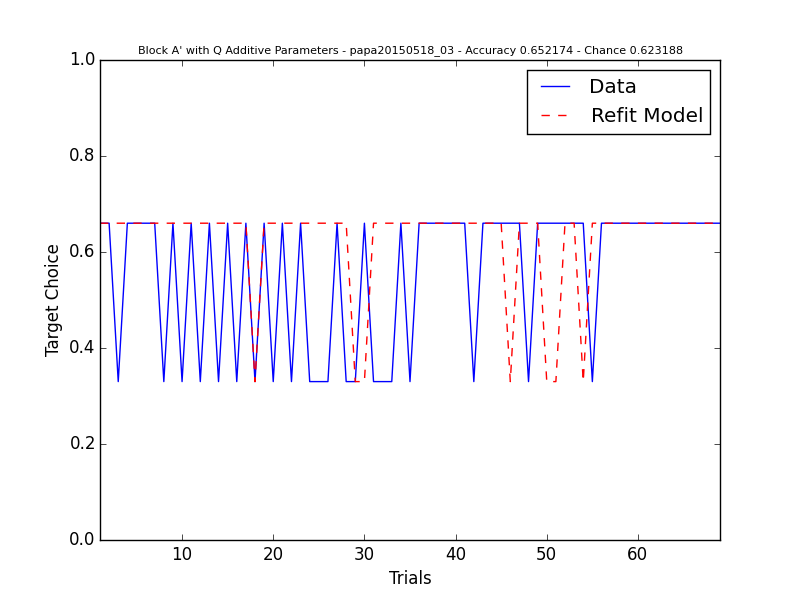 Block A' with Q Additive Parameters - papa20150518_03 - Accuracy 0.652174 - Chance 0.623188
1.0
Data
Refit Model
0.8
0.6
Target Choice
0.4
0.2
0.0
10 20 30 40 50 60
Trials